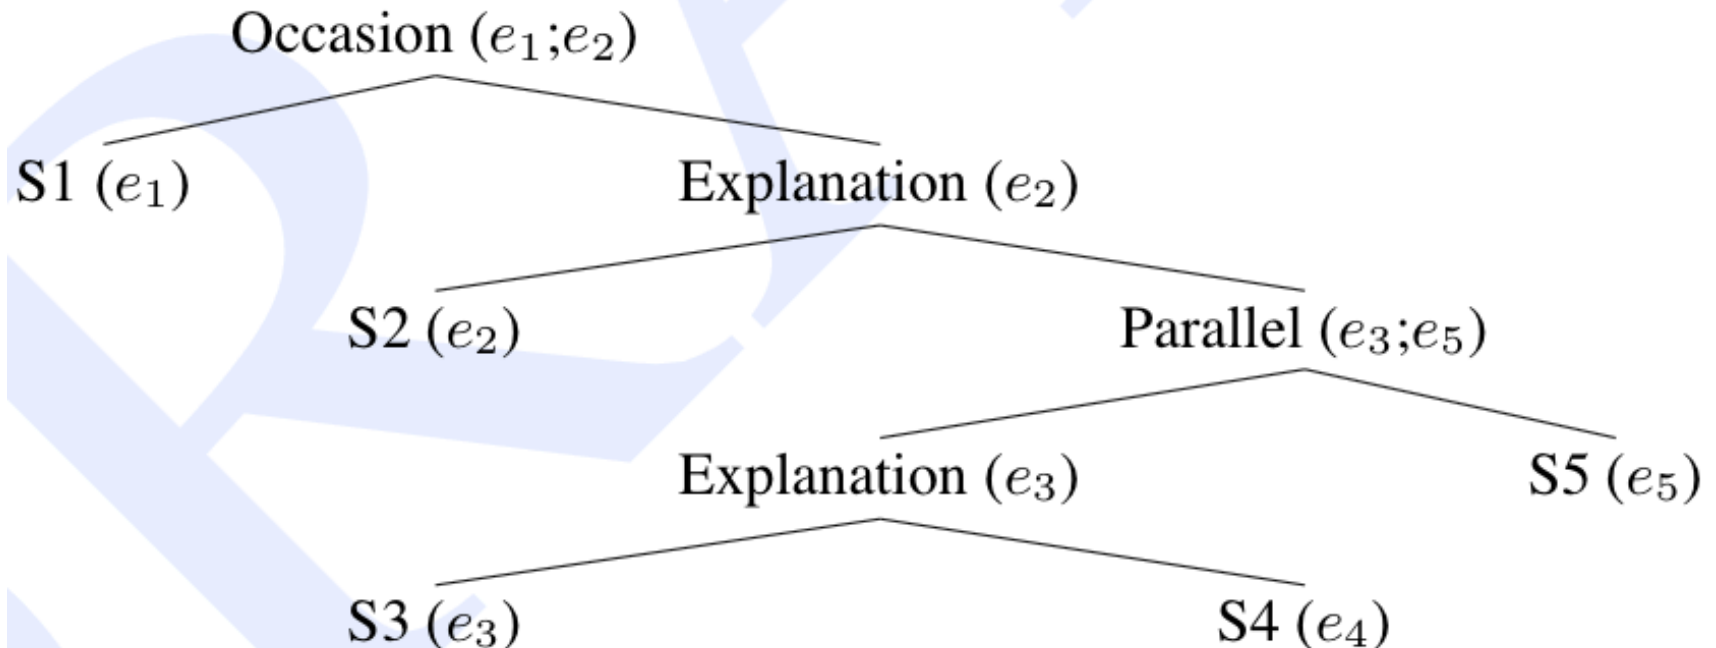 Occasion (e₁;e₂)
S1 (e₁) Explanation (e₂)
S2 (e₂) Parallel (e₃;e₅)
Explanation (e₃) S5 (e₅)
S3 (e₃) S4 (e₄)